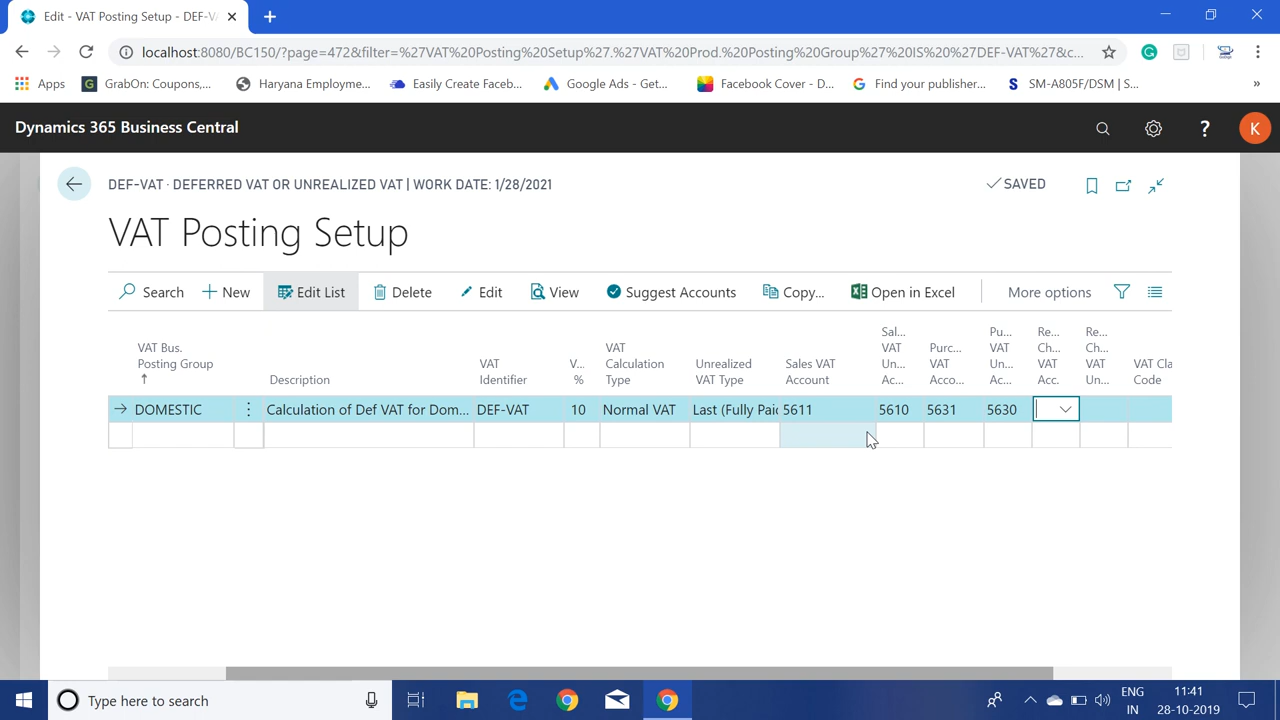 Edit - VAT Posting Setup - DEF-VA
localhost:8080/BC150/?page=472&filter=%27VAT%20Posting%20Setup%27.%27VAT%20Prod.%20Posting%20Group%27%20IS%20%27DEF-VAT%27&c...
Apps
GrabOn: Coupons,...
Haryana Employme...
Easily Create Faceb...
Google Ads - Get...
Facebook Cover - D...
Find your publisher...
SM-A805F/DSM | S...
»
Dynamics 365 Business Central
?
K
DEF-VAT · DEFERRED VAT OR UNREALIZED VAT | WORK DATE: 1/28/2021
SAVED
VAT Posting Setup
Search
New
Edit List
Delete
Edit
View
Suggest Accounts
Copy...
Open in Excel
More options
VAT Bus.
Posting Group
Description
VAT
Identifier
V...
%
VAT
Calculation
Type
Unrealized
VAT Type
Sales VAT
Account
Sal...
VAT
Un...
Ac...
Purc...
VAT
Acco...
Pu...
VAT
Un...
Ac...
Re...
Ch...
VAT
Acc.
Re...
Ch...
VAT
Un...
VAT Cla
Code
DOMESTIC
Calculation of Def VAT for Dom...
DEF-VAT
10
Normal VAT
Last (Fully Paid
5611
5610
5631
5630
Type here to search
ENG
IN
11:41
28-10-2019